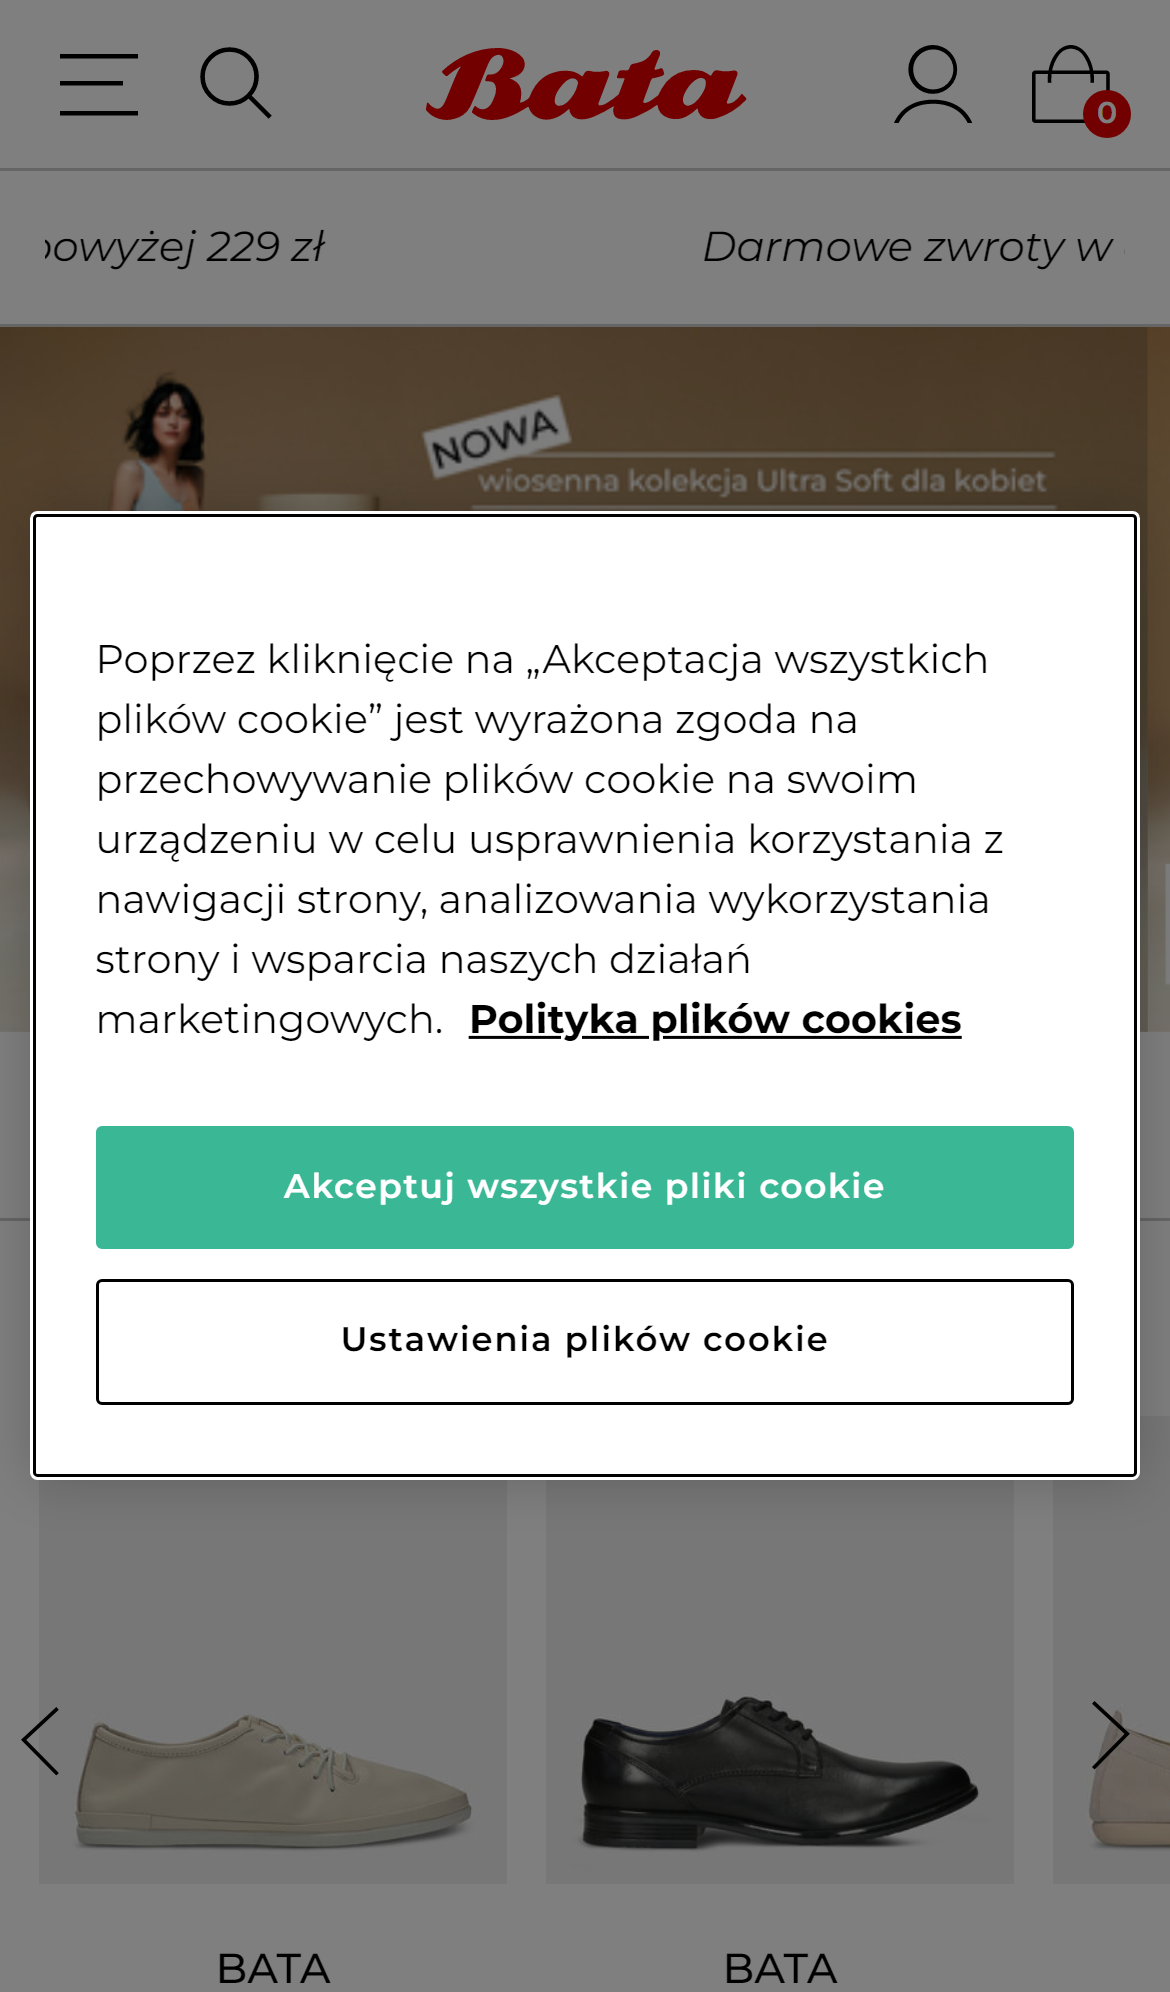 Bata
0
powyżej 229 zł
Darmowe zwroty w
NOWA
wiosenna kolekcja Ultra Soft dla kobiet
Poprzez kliknięcie na „Akceptacja wszystkich
plików cookie” jest wyrażona zgoda na
przechowywanie plików cookie na swoim
urządzeniu w celu usprawnienia korzystania z
nawigacji strony, analizowania wykorzystania
strony i wsparcia naszych działań
marketingowych. Polityka plików cookies
Akceptuj wszystkie pliki cookie
Ustawienia plików cookie
BATA
BATA